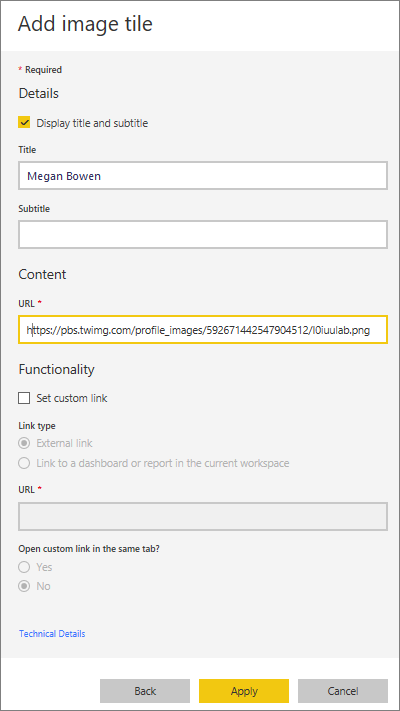 Add image tile
* Required
Details
Display title and subtitle
Title
Megan Bowen
Subtitle
Content
URL *
https://pbs.twimg.com/profile_images/592671442547904512/l0iuulab.png
Functionality
Set custom link
Link type
External link
Link to a dashboard or report in the current workspace
URL *
Open custom link in the same tab?
Yes
No
Technical Details
Back Apply Cancel